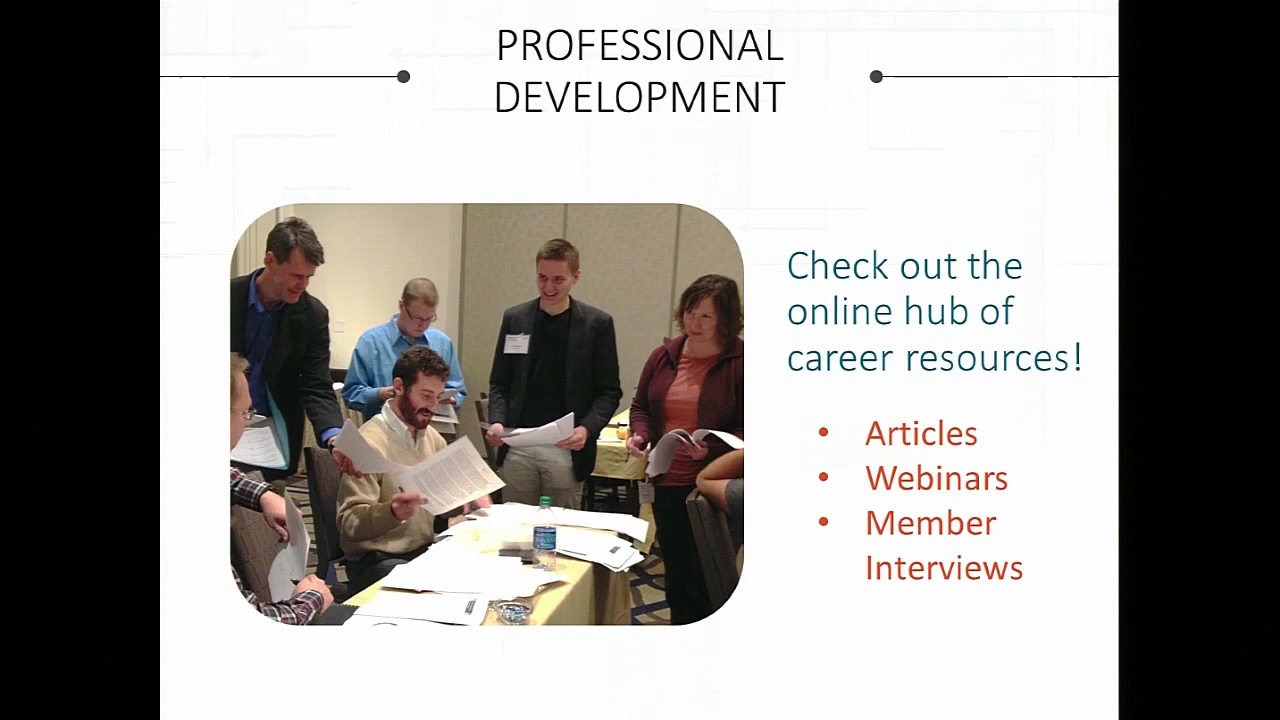 PROFESSIONAL
DEVELOPMENT
Check out the
online hub of
career resources!
• Articles
• Webinars
• Member
Interviews